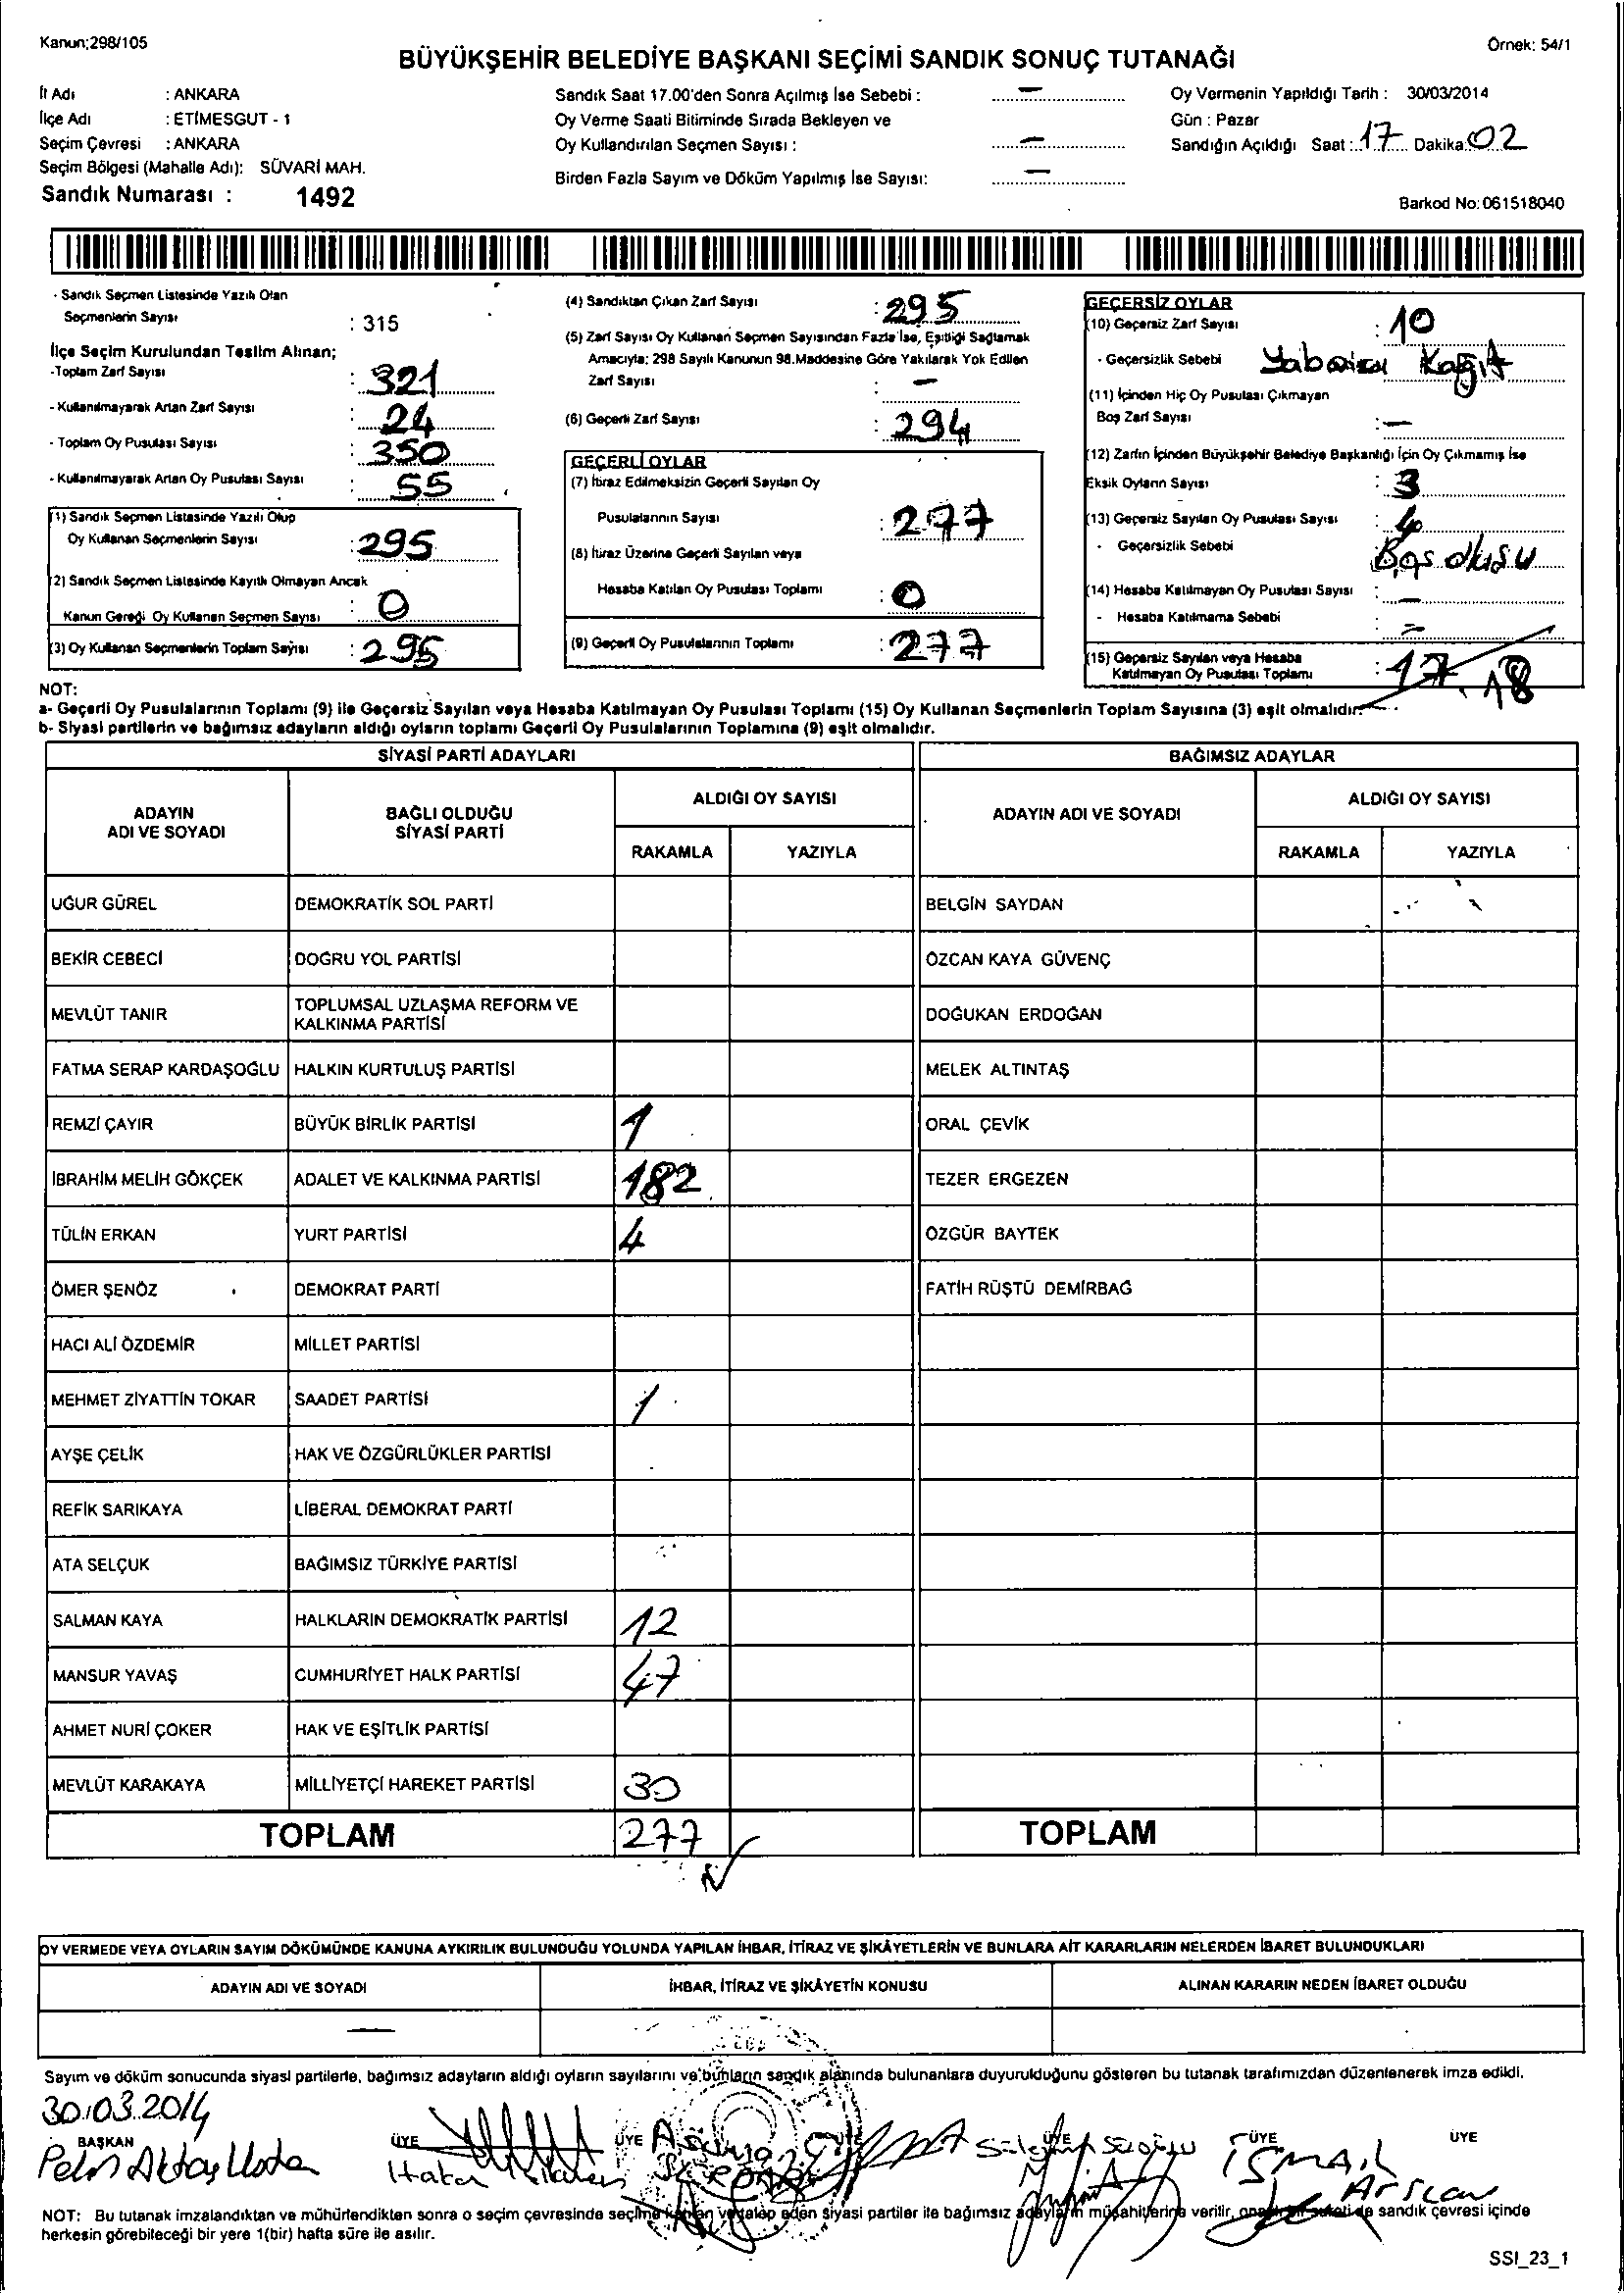 Kanun;298/105
Örnek: 54/1
BÜYÜKŞEHİR BELEDİYE BAŞKANI SEÇİMİ SANDIK SONUÇ TUTANAĞI
İl Adı : ANKARA
İlçe Adı : ETİMESGUT - 1
Seçim Çevresi : ANKARA
Seçim Bölgesi (Mahalle Adı): SÜVARİ MAH.
Sandık Numarası : 1492
Sandık Saat 17.00'den Sonra Açılmış İse Sebebi : —
Oy Verme Saati Bitiminde Sırada Bekleyen ve
Oy Kullandırılan Seçmen Sayısı : —
Birden Fazla Sayım ve Döküm Yapılmış İse Sayısı: —
Oy Vermenin Yapıldığı Tarih : 30/03/2014
Gün : Pazar
Sandığın Açıldığı Saat : 17 Dakika: 02
Barkod No: 061518040
- Sandık Seçmen Listesinde Yazılı Olan
Seçmenlerin Sayısı : 315
İlçe Seçim Kurulundan Teslim Alınan;
-Toplam Zarf Sayısı : 321
- Kullanılmayarak Artan Zarf Sayısı : 24
- Toplam Oy Pusulası Sayısı : 350
- Kullanılmayarak Artan Oy Pusulası Sayısı : 55
(1) Sandık Seçmen Listesinde Yazılı Olup
Oy Kullanan Seçmenlerin Sayısı : 295
(2) Sandık Seçmen Listesinde Kayıtlı Olmayan Ancak
Kanun Gereği Oy Kullanan Seçmen Sayısı : 0
(3) Oy Kullanan Seçmenlerin Toplam Sayısı : 295
(4) Sandıktan Çıkan Zarf Sayısı : 295
(5) Zarf Sayısı Oy Kullanan Seçmen Sayısından Fazla İse, Eşitliği Sağlamak
Amacıyla; 298 Sayılı Kanunun 98.Maddesine Göre Yakılarak Yok Edilen
Zarf Sayısı : —
(6) Geçerli Zarf Sayısı : 294
GEÇERLİ OYLAR
(7) İtiraz Edilmeksizin Geçerli Sayılan Oy
Pusulalarının Sayısı : 277
(8) İtiraz Üzerine Geçerli Sayılan veya
Hesaba Katılan Oy Pusulası Toplamı : 0
(9) Geçerli Oy Pusulalarının Toplamı : 277
GEÇERSİZ OYLAR
(10) Geçersiz Zarf Sayısı : 10
- Geçersizlik Sebebi Yabancı Kağıt
(11) İçinden Hiç Oy Pusulası Çıkmayan
Boş Zarf Sayısı : —
(12) Zarfın İçinden Büyükşehir Belediye Başkanlığı İçin Oy Çıkmamış İse
Eksik Oyların Sayısı : 3
(13) Geçersiz Sayılan Oy Pusulası Sayısı : 4
- Geçersizlik Sebebi Boş oluşu
(14) Hesaba Katılmayan Oy Pusulası Sayısı : —
- Hesaba Katılmama Sebebi : —
(15) Geçersiz Sayılan veya Hesaba
Katılmayan Oy Pusulası Toplamı : 17 18
NOT:
a- Geçerli Oy Pusulalarının Toplamı (9) ile Geçersiz Sayılan veya Hesaba Katılmayan Oy Pusulası Toplamı (15) Oy Kullanan Seçmenlerin Toplam Sayısına (3) eşit olmalıdır.
b- Siyasi partilerin ve bağımsız adayların aldığı oyların toplamı Geçerli Oy Pusulalarının Toplamına (9) eşit olmalıdır.
SİYASİ PARTİ ADAYLARI
BAĞIMSIZ ADAYLAR
ADAYIN ADI VE SOYADI
BAĞLI OLDUĞU SİYASİ PARTİ
ALDIĞI OY SAYISI
RAKAMLA YAZIYLA
ADAYIN ADI VE SOYADI
ALDIĞI OY SAYISI
RAKAMLA YAZIYLA
UĞUR GÜREL DEMOKRATİK SOL PARTİ BELGİN SAYDAN
BEKİR CEBECİ DOĞRU YOL PARTİSİ ÖZCAN KAYA GÜVENÇ
MEVLÜT TANIR TOPLUMSAL UZLAŞMA REFORM VE KALKINMA PARTİSİ DOĞUKAN ERDOĞAN
FATMA SERAP KARDAŞOĞLU HALKIN KURTULUŞ PARTİSİ MELEK ALTINTAŞ
REMZİ ÇAYIR BÜYÜK BİRLİK PARTİSİ 1 ORAL ÇEVİK
İBRAHİM MELİH GÖKÇEK ADALET VE KALKINMA PARTİSİ 182 TEZER ERGEZEN
TÜLİN ERKAN YURT PARTİSİ 4 ÖZGÜR BAYTEK
ÖMER ŞENÖZ DEMOKRAT PARTİ FATİH RÜŞTÜ DEMİRBAĞ
HACI ALİ ÖZDEMİR MİLLET PARTİSİ
MEHMET ZİYATTİN TOKAR SAADET PARTİSİ 1
AYŞE ÇELİK HAK VE ÖZGÜRLÜKLER PARTİSİ
REFİK SARIKAYA LİBERAL DEMOKRAT PARTİ
ATA SELÇUK BAĞIMSIZ TÜRKİYE PARTİSİ
SALMAN KAYA HALKLARIN DEMOKRATİK PARTİSİ 12
MANSUR YAVAŞ CUMHURİYET HALK PARTİSİ 47
AHMET NURİ ÇOKER HAK VE EŞİTLİK PARTİSİ
MEVLÜT KARAKAYA MİLLİYETÇİ HAREKET PARTİSİ 30
TOPLAM 277 TOPLAM
OY VERMEDE VEYA OYLARIN SAYIM DÖKÜMÜNDE KANUNA AYKIRILIK BULUNDUĞU YOLUNDA YAPILAN İHBAR, İTİRAZ VE ŞİKÂYETLERİN VE BUNLARA AİT KARARLARIN NELERDEN İBARET BULUNDUKLARI
ADAYIN ADI VE SOYADI İHBAR, İTİRAZ VE ŞİKÂYETİN KONUSU ALINAN KARARIN NEDEN İBARET OLDUĞU
—
Sayım ve döküm sonucunda siyasi partilerle, bağımsız adayların aldığı oyların sayılarını ve bunların sandık alanında bulunanlara duyurulduğunu gösteren bu tutanak tarafımızdan düzenlenerek imza edildi.
30.03.2014
BAŞKAN ÜYE ÜYE ÜYE ÜYE ÜYE ÜYE
Pelin Aktaş İSMAİL Arslan
NOT: Bu tutanak imzalandıktan ve mühürlendikten sonra o seçim çevresinde seçime katılan ve talep eden siyasi partiler ile bağımsız adayların müşahitlerine verilir, onaylı bir sureti de sandık çevresi içinde
herkesin görebileceği bir yere 1(bir) hafta süre ile asılır.
SSI_23_1